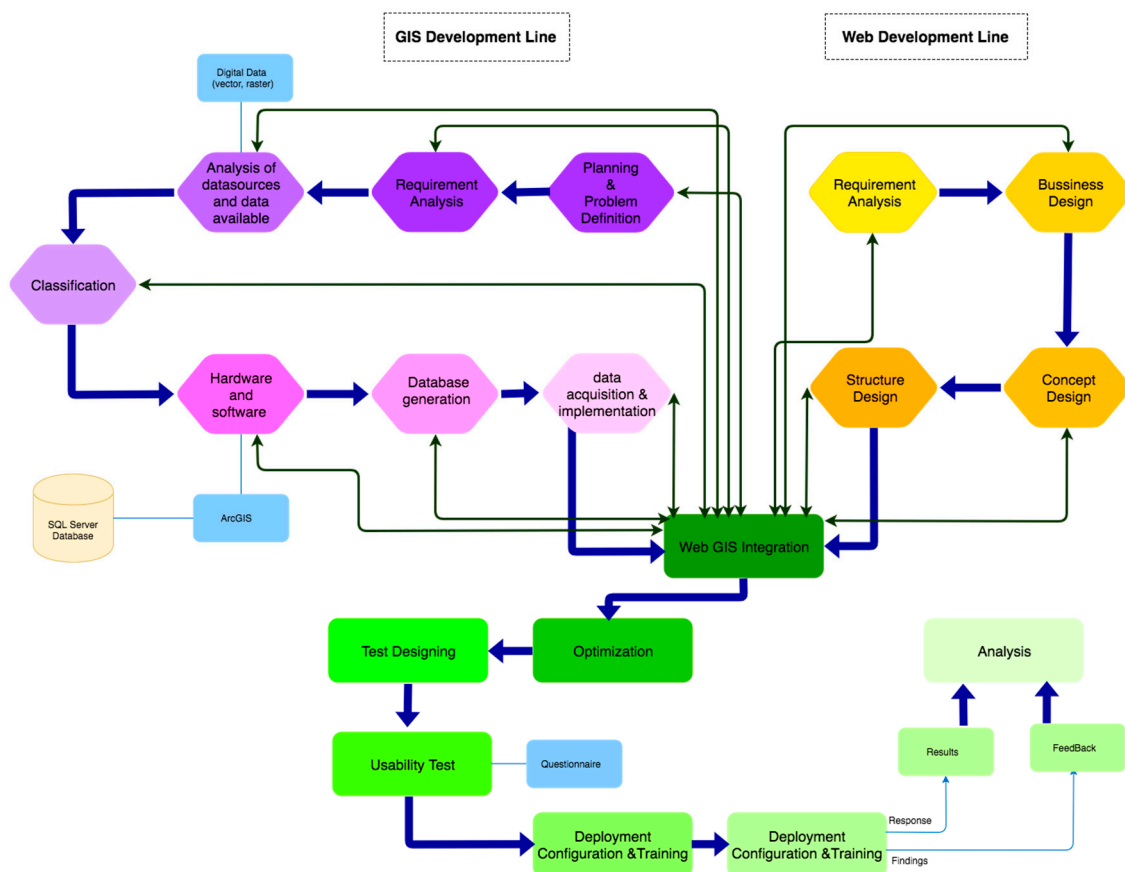 GIS Development Line
Web Development Line
Digital Data
(vector, raster)
Analysis of
datasources
and data
available
Requirement
Analysis
Planning
&
Problem
Definition
Requirement
Analysis
Bussiness
Design
Classification
Hardware
and
software
Database
generation
data
acquisition &
implementation
Structure
Design
Concept
Design
SQL Server
Database
ArcGIS
Web GIS Integration
Test Designing
Optimization
Analysis
Usability Test
Questionnaire
Results
FeedBack
Deployment
Configuration &Training
Deployment
Configuration &Training
Response
Findings